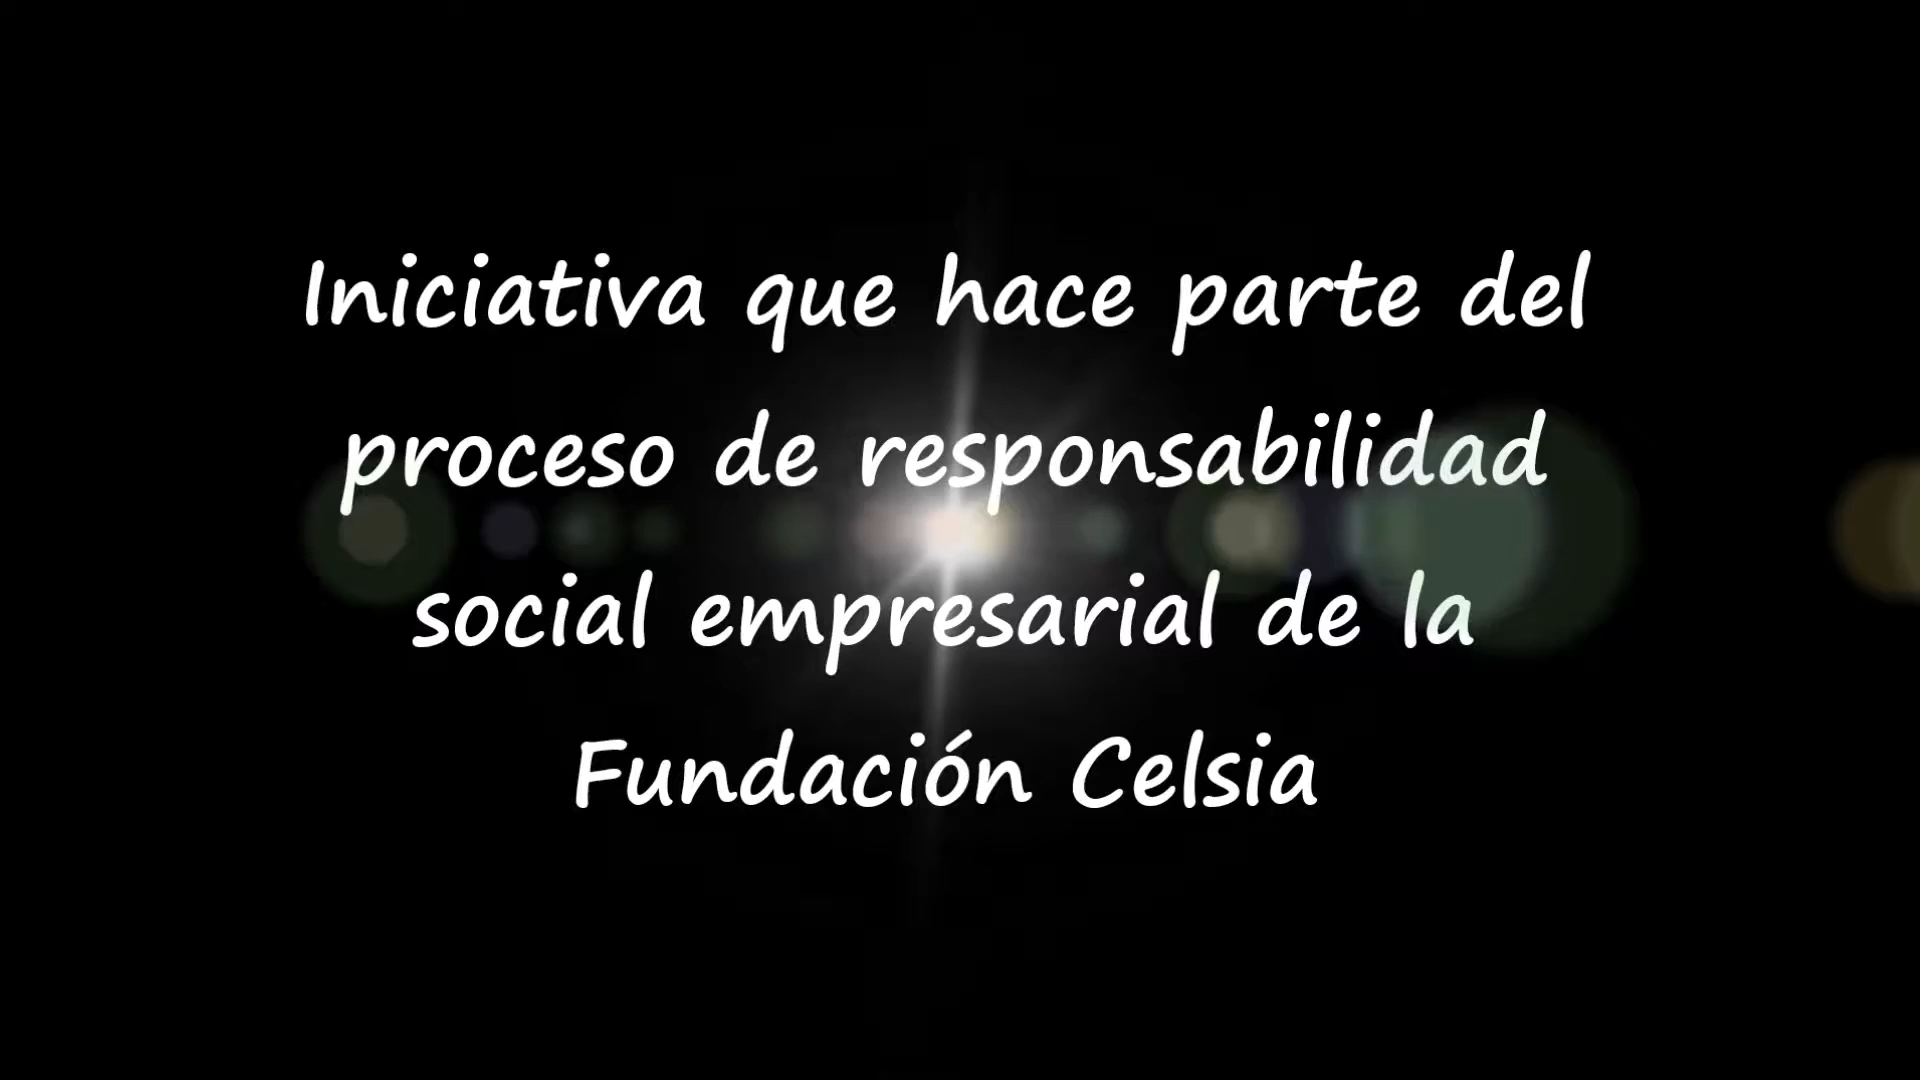 Iniciativa que hace parte del
proceso de responsabilidad
social empresarial de la
Fundación Celsia